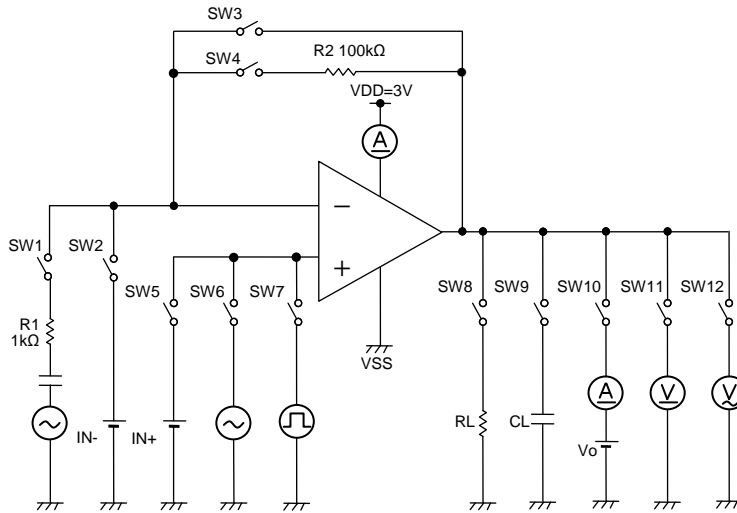 SW3
SW4
R2 100kΩ
VDD=3V
A
−
+
SW1
SW2
SW5
SW6
SW7
SW8
SW9
SW10
SW11
SW12
R1
1kΩ
VSS
IN-
IN+
RL
CL
A
V
V
Vo